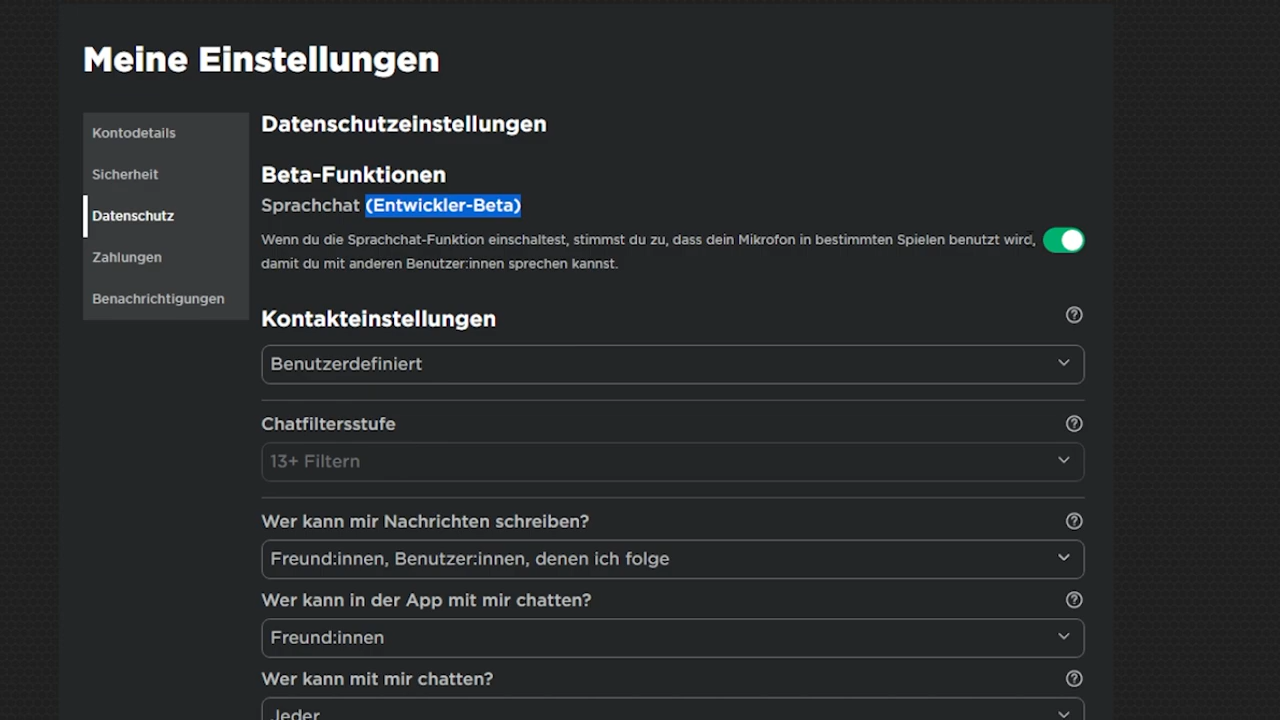 Meine Einstellungen
Kontodetails
Sicherheit
Datenschutz
Zahlungen
Benachrichtigungen
Datenschutzeinstellungen
Beta-Funktionen
Sprachchat (Entwickler-Beta)
Wenn du die Sprachchat-Funktion einschaltest, stimmst du zu, dass dein Mikrofon in bestimmten Spielen benutzt wird,
damit du mit anderen Benutzer:innen sprechen kannst.
Kontakteinstellungen
Benutzerdefiniert
Chatfiltersstufe
13+ Filtern
Wer kann mir Nachrichten schreiben?
Freund:innen, Benutzer:innen, denen ich folge
Wer kann in der App mit mir chatten?
Freund:innen
Wer kann mit mir chatten?
Jeder